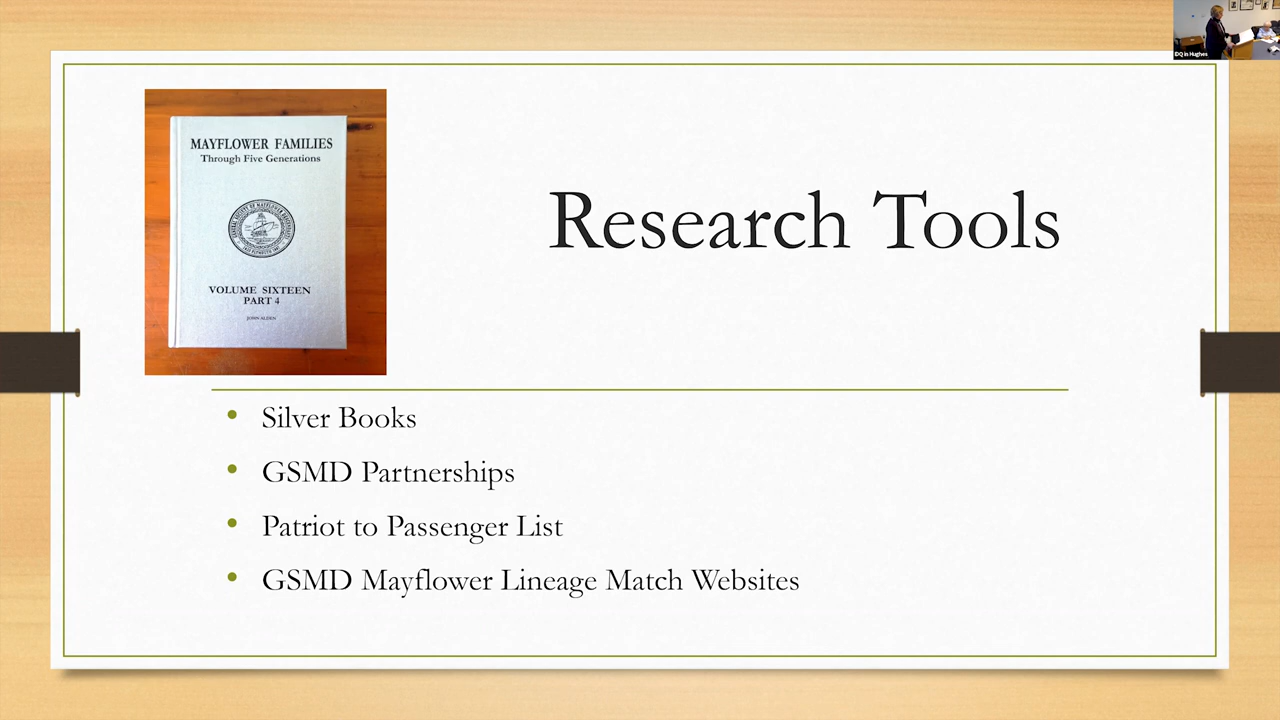 MAYFLOWER FAMILIES
Through Five Generations
VOLUME SIXTEEN
PART 4
JOHN ALDEN
Research Tools
• Silver Books
• GSMD Partnerships
• Patriot to Passenger List
• GSMD Mayflower Lineage Match Websites
IDQ in Hughes